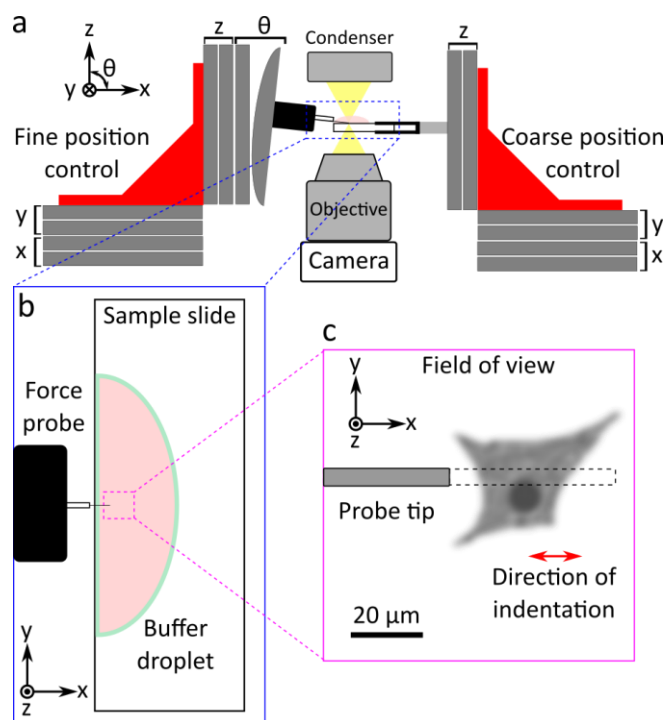 a
z
θ
y
x
z
θ
Condenser
z
Fine position
control
Coarse position
control
Objective
Camera
y
x
y
x
b
Sample slide
Force
probe
Buffer
droplet
y
z
x
c
Field of view
y
z
x
Probe tip
Direction of
indentation
20 µm